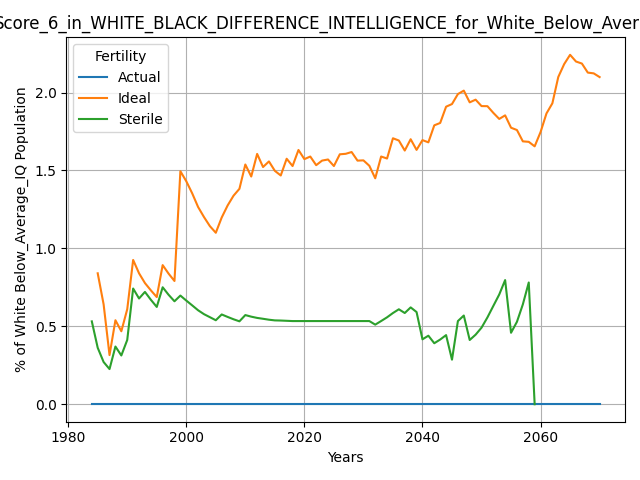 Score_6_in_WHITE_BLACK_DIFFERENCE_INTELLIGENCE_for_White_Below_Aver
Fertility
Actual
Ideal
Sterile
% of White Below_Average_IQ Population
2.0
1.5
1.0
0.5
0.0
1980 2000 2020 2040 2060
Years